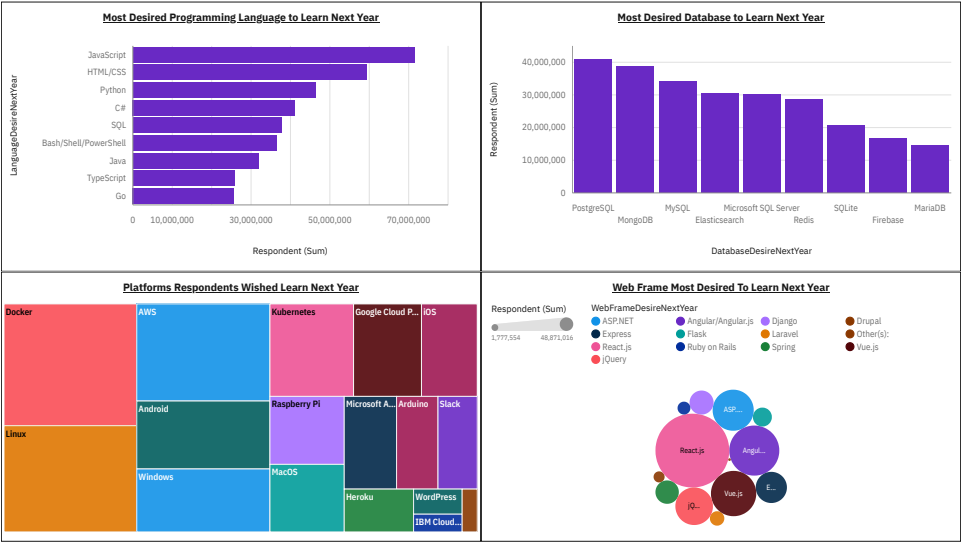 Most Desired Programming Language to Learn Next Year
LanguageDesireNextYear
JavaScript
HTML/CSS
Python
C#
SQL
Bash/Shell/PowerShell
Java
TypeScript
Go
0 10,000,000 30,000,000 50,000,000 70,000,000
Respondent (Sum)
Most Desired Database to Learn Next Year
Respondent (Sum)
40,000,000
30,000,000
20,000,000
10,000,000
0
PostgreSQL MySQL Microsoft SQL Server SQLite MariaDB
MongoDB Elasticsearch Redis Firebase
DatabaseDesireNextYear
Platforms Respondents Wished Learn Next Year
Docker AWS Kubernetes Google Cloud P... iOS
Raspberry Pi Microsoft A... Arduino Slack
Android
Linux
MacOS
Windows
Heroku WordPress
IBM Cloud...
Web Frame Most Desired To Learn Next Year
Respondent (Sum)
1,777,554 48,871,016
WebFrameDesireNextYear
ASP.NET Angular/Angular.js Django Drupal
Express Flask Laravel Other(s):
React.js Ruby on Rails Spring Vue.js
jQuery
ASP....
React.js Angul...
E...
Vue.js
jQ...